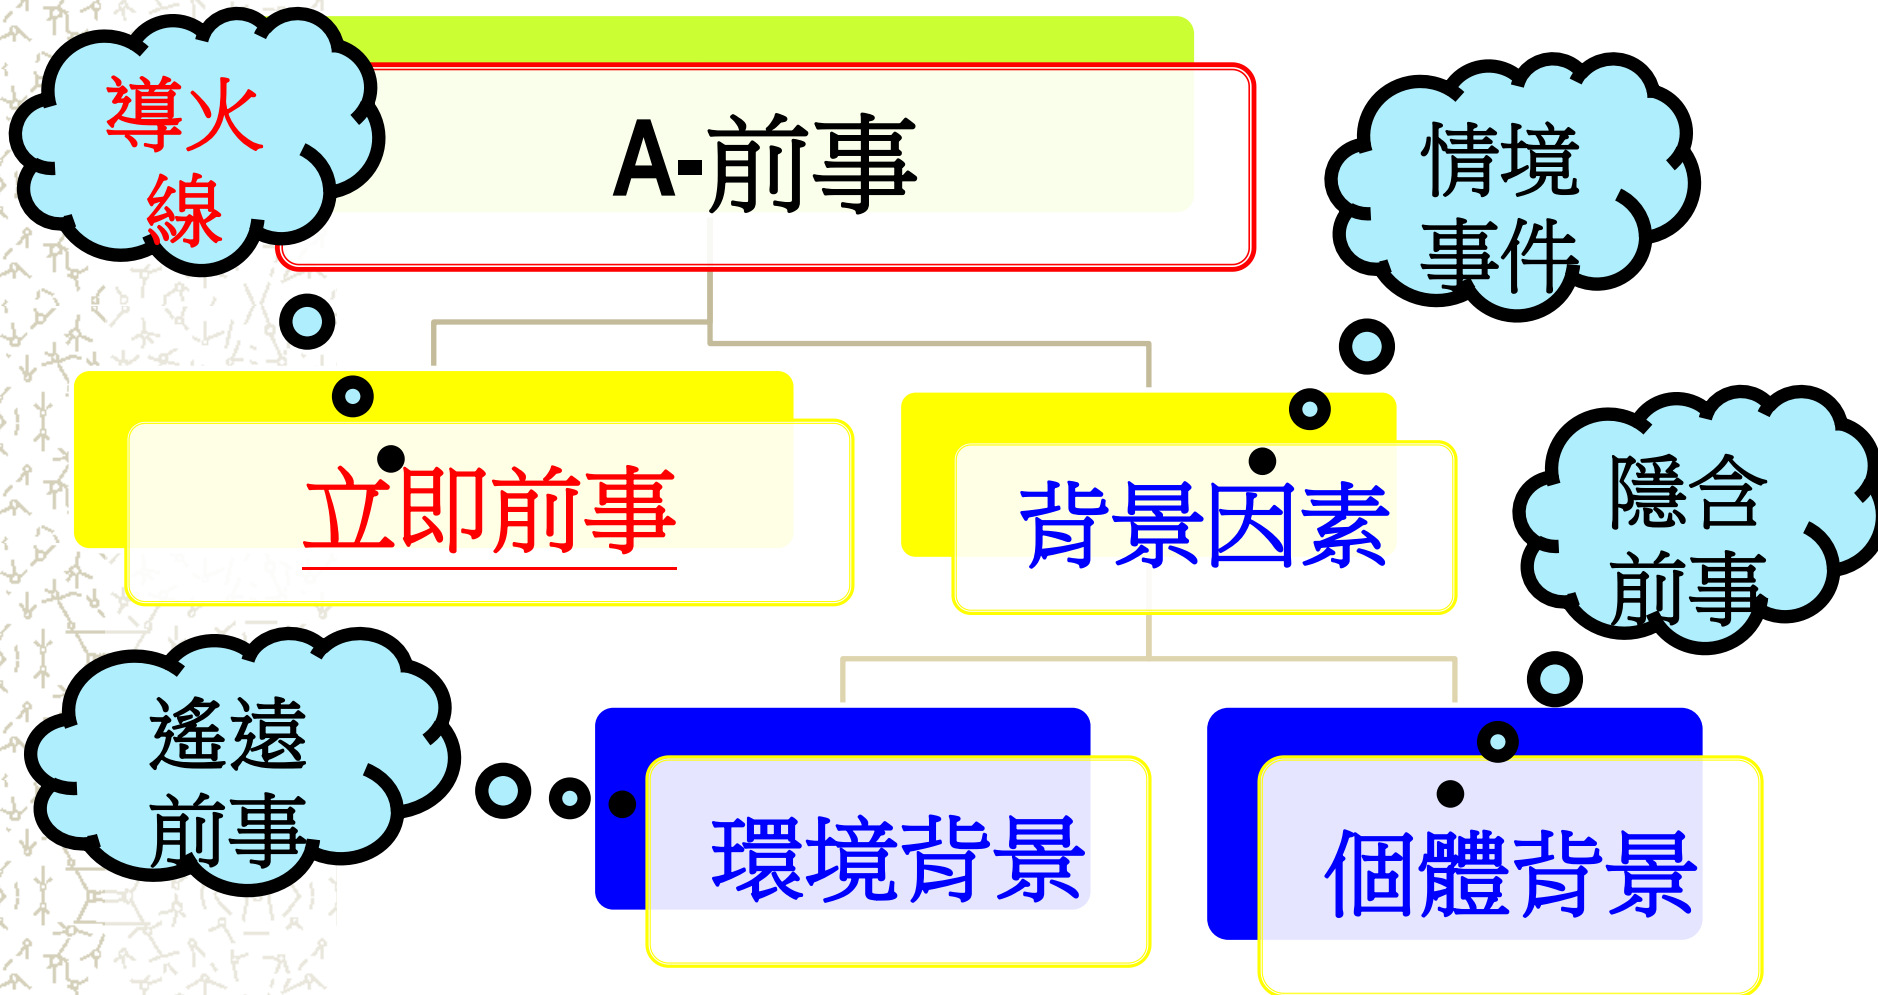 導火
線
A-前事
情境
事件
立即前事
背景因素
隱含
前事
遙遠
前事
環境背景
個體背景